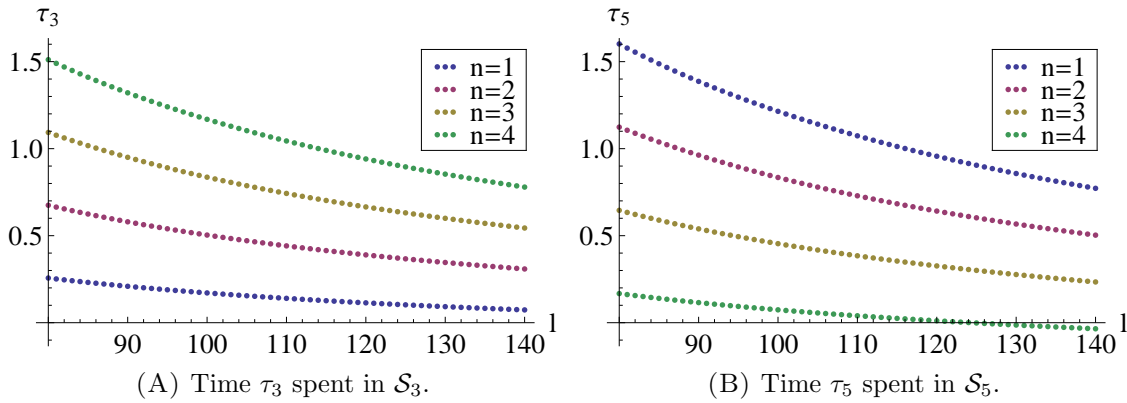 τ₃
1.5
1.0
0.5
90 100 110 120 130 140
l
n=1
n=2
n=3
n=4
(A) Time τ₃ spent in 𝒮₃.
τ₅
1.5
1.0
0.5
90 100 110 120 130 140
l
n=1
n=2
n=3
n=4
(B) Time τ₅ spent in 𝒮₅.